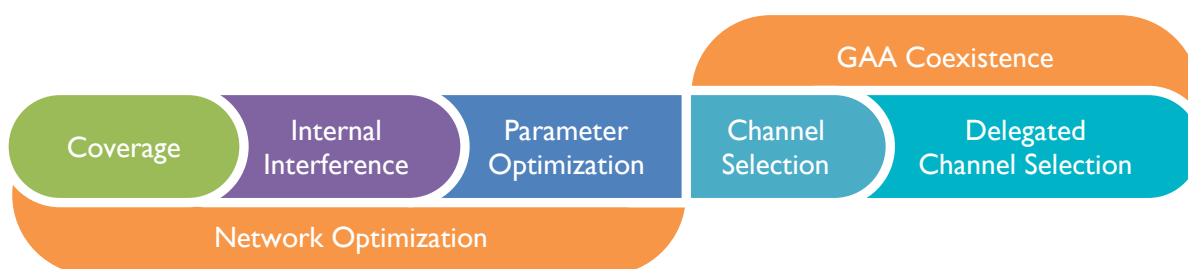 GAA Coexistence
Coverage
Internal
Interference
Parameter
Optimization
Channel
Selection
Delegated
Channel Selection
Network Optimization